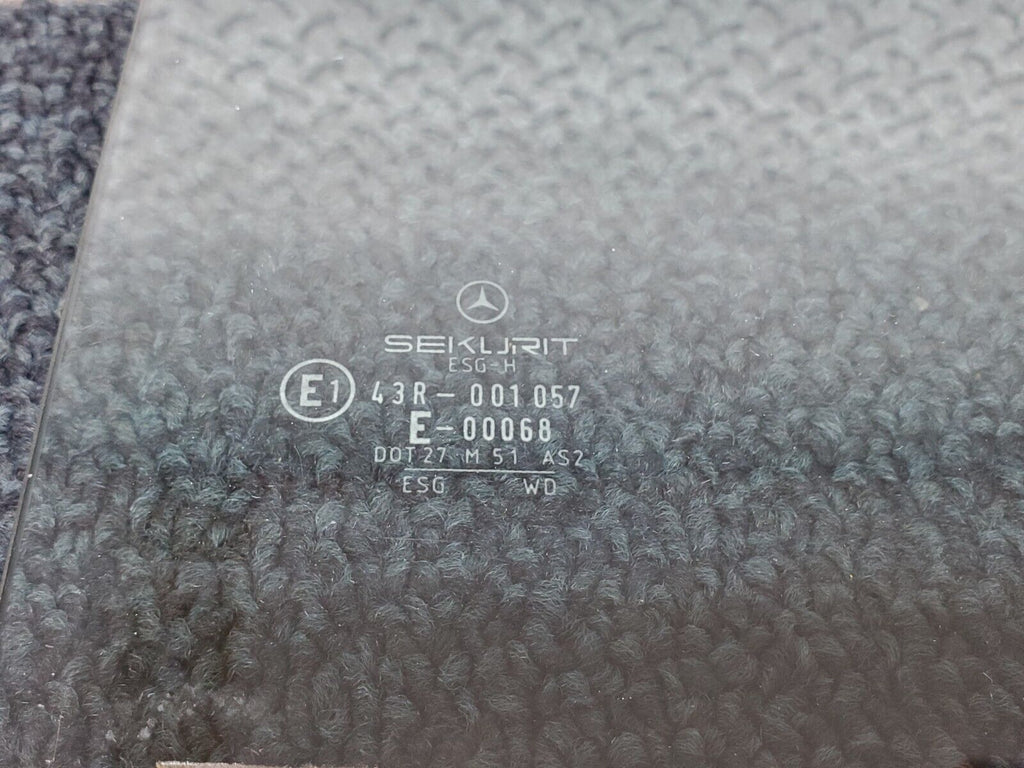 SEKURIT
ESG-H
E1 43R-001057
E-00068
DOT27 M51 AS2
ESG WD